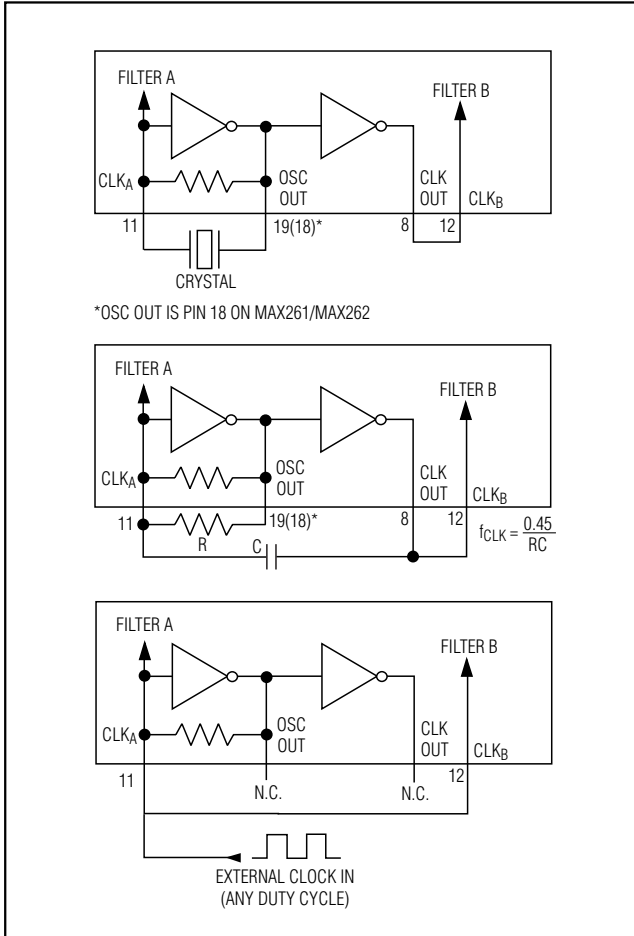 FILTER A
FILTER B
CLKA
OSC
OUT
CLK
OUT
CLKB
11
19(18)*
8
12
CRYSTAL
*OSC OUT IS PIN 18 ON MAX261/MAX262
FILTER A
FILTER B
CLKA
OSC
OUT
CLK
OUT
CLKB
11
19(18)*
8
12
R
C
fCLK = 0.45
RC
FILTER A
FILTER B
CLKA
OSC
OUT
CLK
OUT
CLKB
11
12
N.C.
N.C.
EXTERNAL CLOCK IN
(ANY DUTY CYCLE)